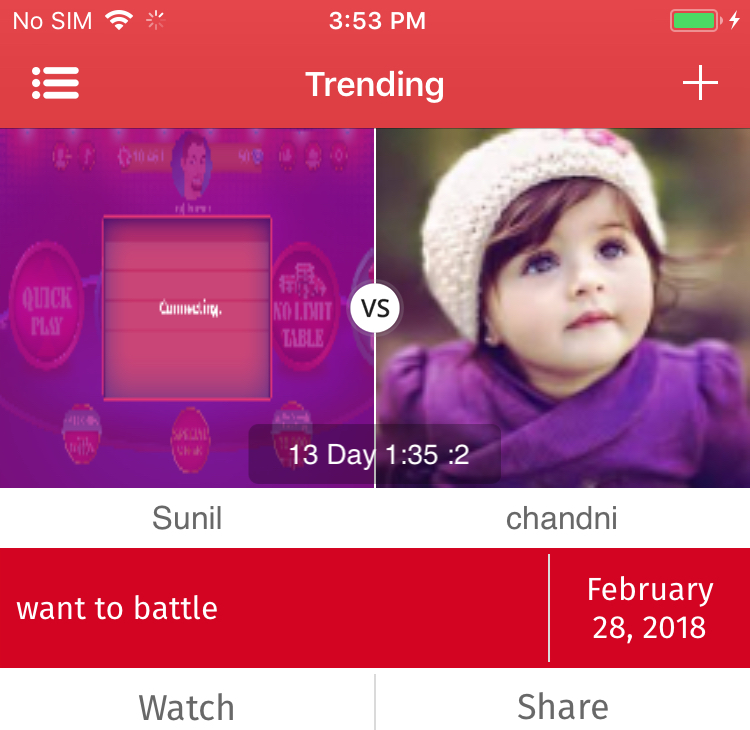 No SIM 3:53 PM
Trending
QUICK
PLAY
Connecting.
NO LIMIT
TABLE
VS
13 Day 1:35 :2
Sunil chandni
want to battle
February
28, 2018
Watch Share